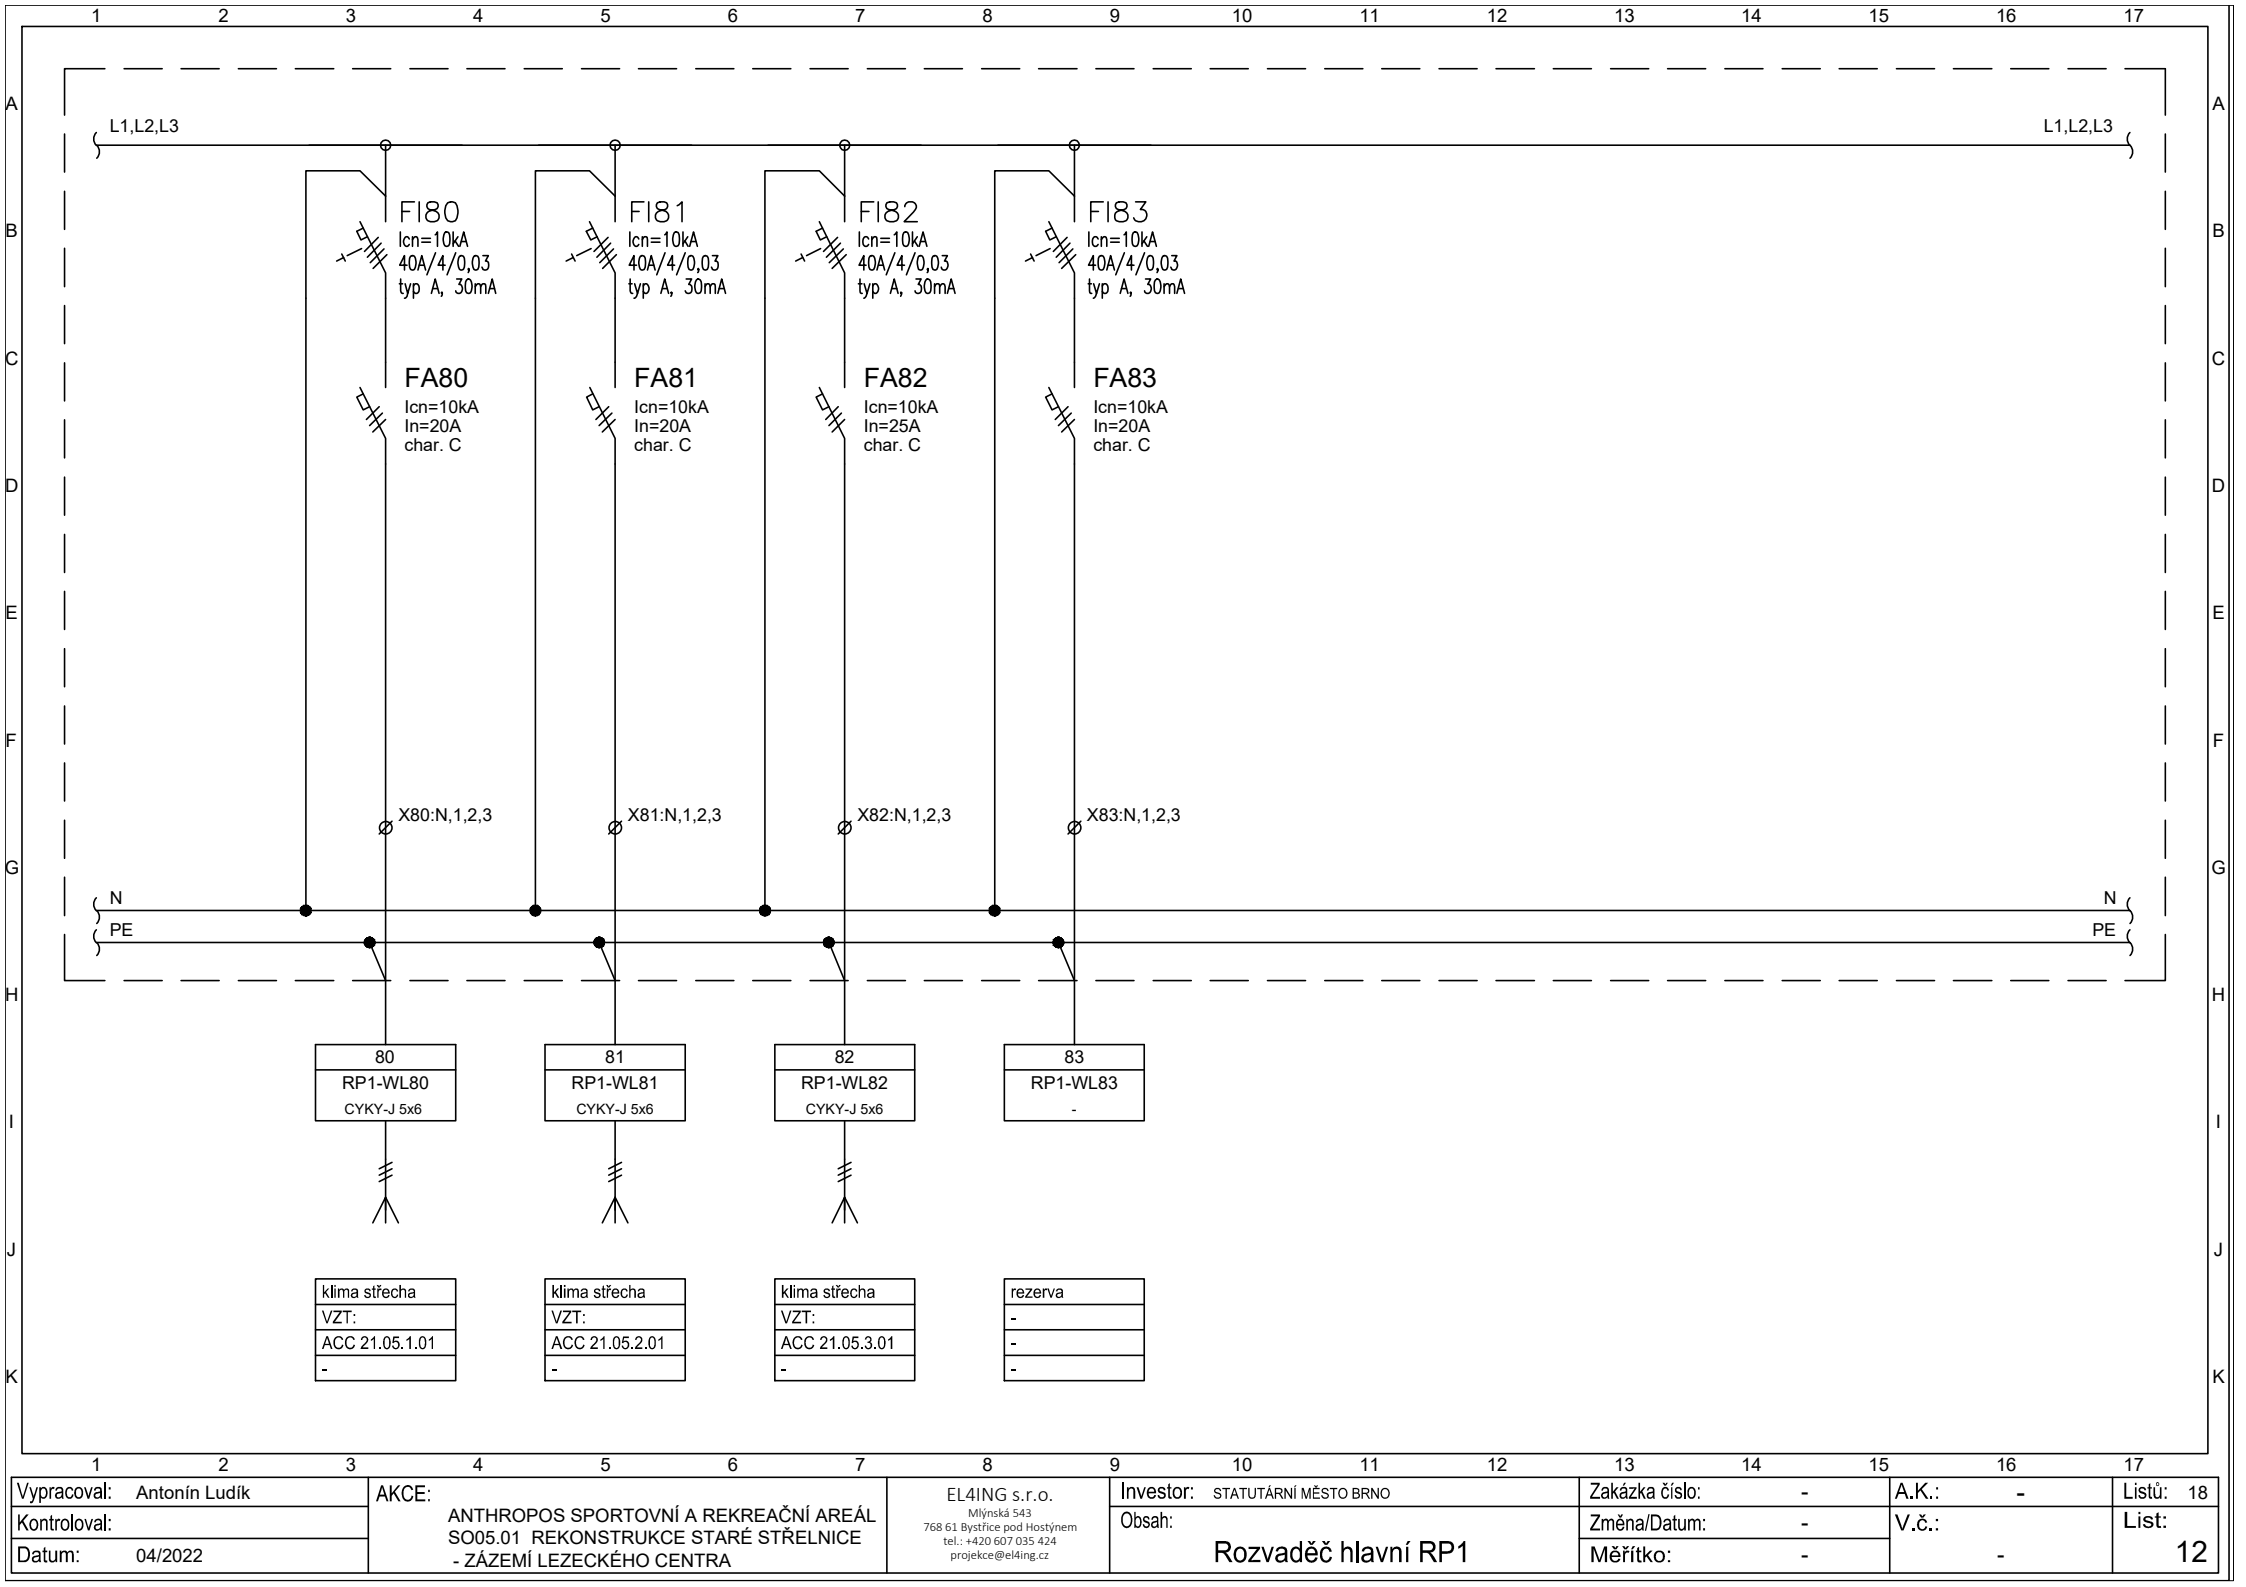 1 2 3 4 5 6 7 8 9 10 11 12 13 14 15 16 17
A A
L1,L2,L3 L1,L2,L3
B B
FI80 FI81 FI82 FI83
Icn=10kA Icn=10kA Icn=10kA Icn=10kA
40A/4/0,03 40A/4/0,03 40A/4/0,03 40A/4/0,03
typ A, 30mA typ A, 30mA typ A, 30mA typ A, 30mA
C C
FA80 FA81 FA82 FA83
Icn=10kA Icn=10kA Icn=10kA Icn=10kA
In=20A In=20A In=25A In=20A
char. C char. C char. C char. C
D D
E E
F F
X80:N,1,2,3 X81:N,1,2,3 X82:N,1,2,3 X83:N,1,2,3
G G
N N
PE PE
H H
80 81 82 83
RP1-WL80 RP1-WL81 RP1-WL82 RP1-WL83
CYKY-J 5x6 CYKY-J 5x6 CYKY-J 5x6 -
I I
J J
klima střecha klima střecha klima střecha rezerva
VZT: VZT: VZT: -
ACC 21.05.1.01 ACC 21.05.2.01 ACC 21.05.3.01 -
- - - -
K K
1 2 3 4 5 6 7 8 9 10 11 12 13 14 15 16 17
Vypracoval: Antonín Ludík
Kontroloval:
Datum: 04/2022
AKCE:
ANTHROPOS SPORTOVNÍ A REKREAČNÍ AREÁL
SO05.01 REKONSTRUKCE STARÉ STŘELNICE
- ZÁZEMÍ LEZECKÉHO CENTRA
EL4ING s.r.o.
Mlýnská 543
768 61 Bystřice pod Hostýnem
tel.: +420 607 035 424
projekce@el4ing.cz
Investor: STATUTÁRNÍ MĚSTO BRNO
Obsah:
Rozvaděč hlavní RP1
Zakázka číslo: -
Změna/Datum: -
Měřítko: -
A.K.: -
V.č.:
-
Listů: 18
List:
12